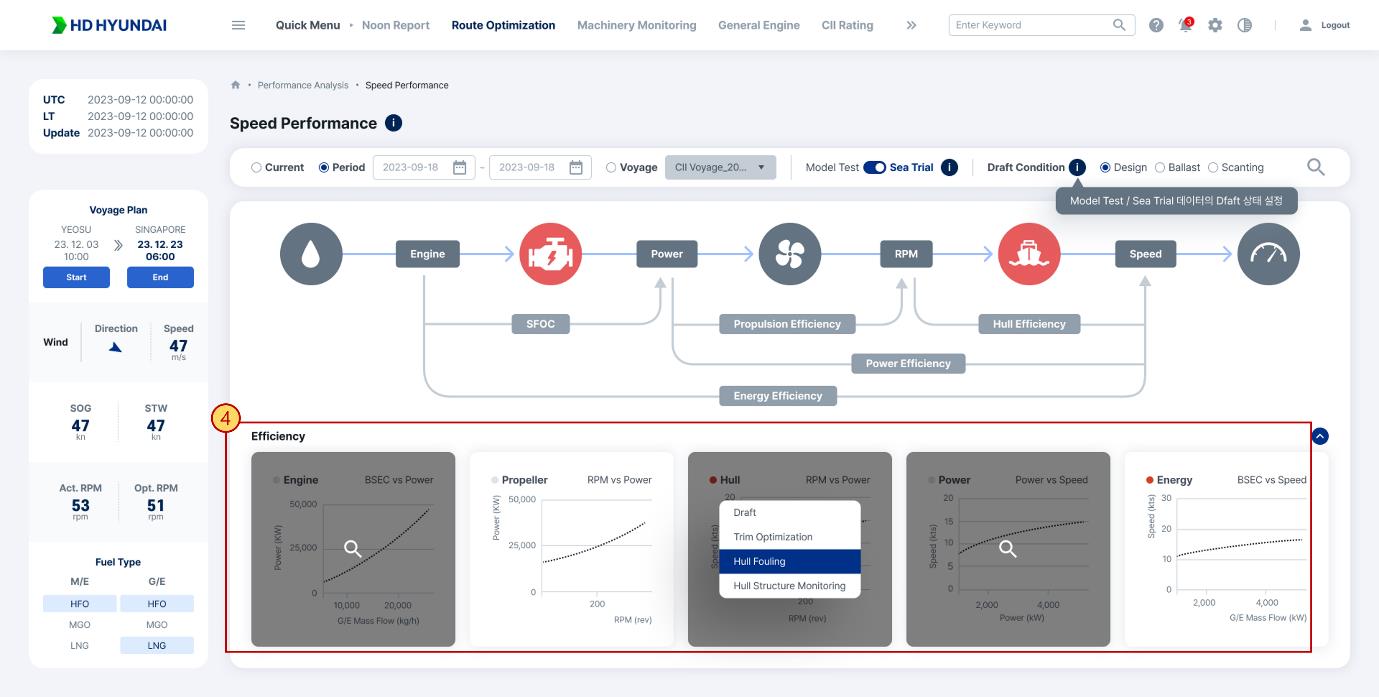 HD HYUNDAI
Quick Menu
Noon Report
Route Optimization
Machinery Monitoring
General Engine
CII Rating
Enter Keyword
3
Logout
UTC 2023-09-12 00:00:00
LT 2023-09-12 00:00:00
Update 2023-09-12 00:00:00
Voyage Plan
YEOSU
23. 12. 03
10:00
Start
SINGAPORE
23. 12. 23
06:00
End
Wind
Direction
Speed
47
m/s
SOG
47
kn
STW
47
kn
Act. RPM
53
rpm
Opt. RPM
51
rpm
Fuel Type
M/E G/E
HFO HFO
MGO MGO
LNG LNG
Performance Analysis
Speed Performance
Speed Performance
i
Current
Period
2023-09-18 - 2023-09-18
Voyage
CII Voyage_20...
Model Test
Sea Trial
i
Draft Condition
i
Design
Ballast
Scanting
Model Test / Sea Trial 데이터의 Dfaft 상태 설정
Engine
Power
RPM
Speed
SFOC
Propulsion Efficiency
Hull Efficiency
Power Efficiency
Energy Efficiency
4
Efficiency
Engine
BSEC vs Power
Power (KW)
50,000
25,000
0
10,000 20,000
G/E Mass Flow (kg/h)
Propeller
RPM vs Power
Power (KW)
50,000
25,000
0
200
RPM (rev)
Hull
RPM vs Power
20
Speed (kts)
Draft
Trim Optimization
Hull Fouling
Hull Structure Monitoring
200
RPM (rev)
Power
Power vs Speed
Speed (kts)
20
15
10
5
0
2,000 4,000
Power (kW)
Energy
BSEC vs Speed
Speed (kts)
30
20
10
0
2,000 4,000
G/E Mass Flow (kW)